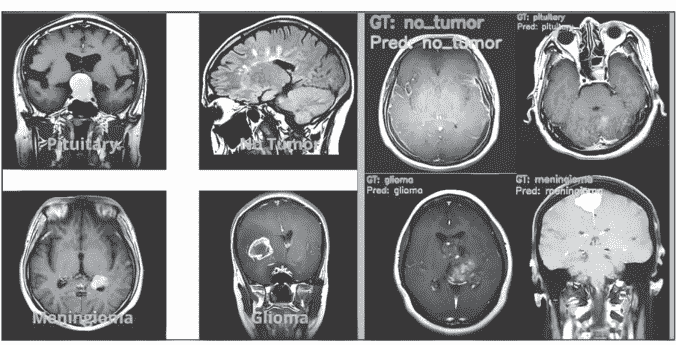 >Pituitary
No Tumor
Meningioma
Glioma
GT: no_tumor
Pred: no_tumor
GT: pituitary
Pred: pituitary
GT: glioma
Pred: glioma
GT: meningioma
Pred: meningioma